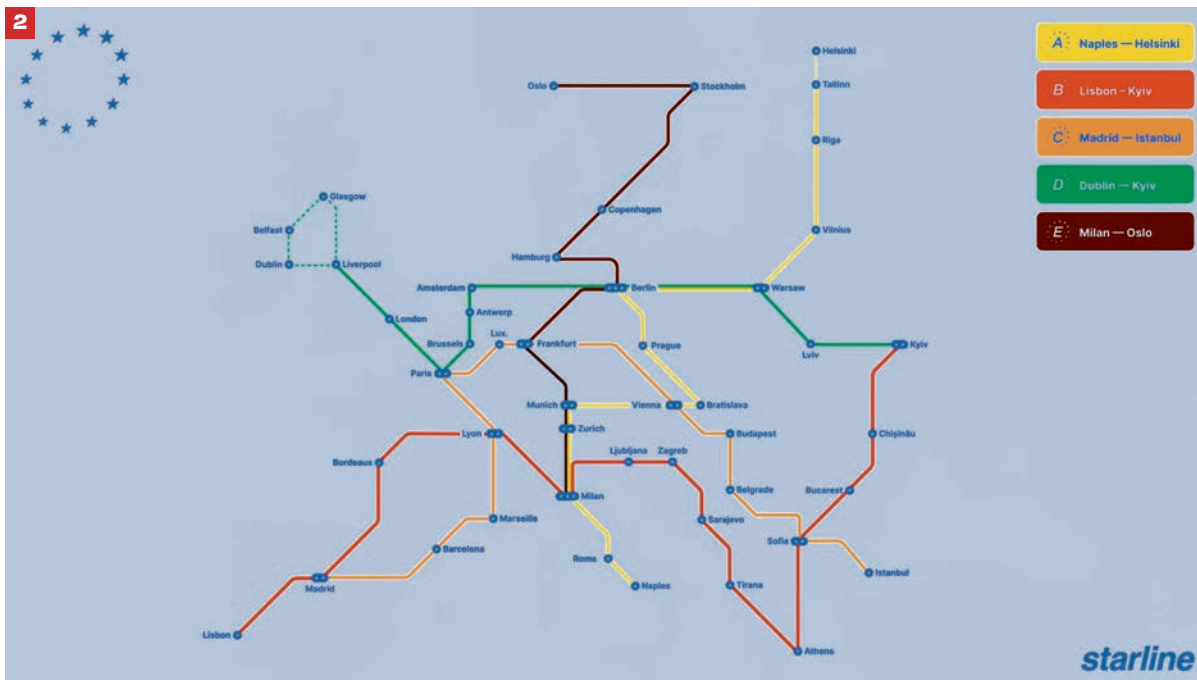 2
A Naples — Helsinki
B Lisbon – Kyiv
C Madrid — Istanbul
D Dublin — Kyiv
E Milan — Oslo
Helsinki
Oslo
Stockholm
Tallinn
Riga
Glasgow
Copenhagen
Belfast
Vilnius
Hamburg
Dublin
Liverpool
Amsterdam
Berlin
Warsaw
Antwerp
London
Lux.
Brussels
Frankfurt
Prague
Lviv
Kyiv
Paris
Munich
Vienna
Bratislava
Zurich
Lyon
Budapest
Chişinău
Ljubljana
Zagreb
Bordeaux
Milan
Belgrade
Bucarest
Marseille
Sarajevo
Sofia
Barcelona
Rome
Istanbul
Madrid
Naples
Tirana
Lisbon
Athens
starline